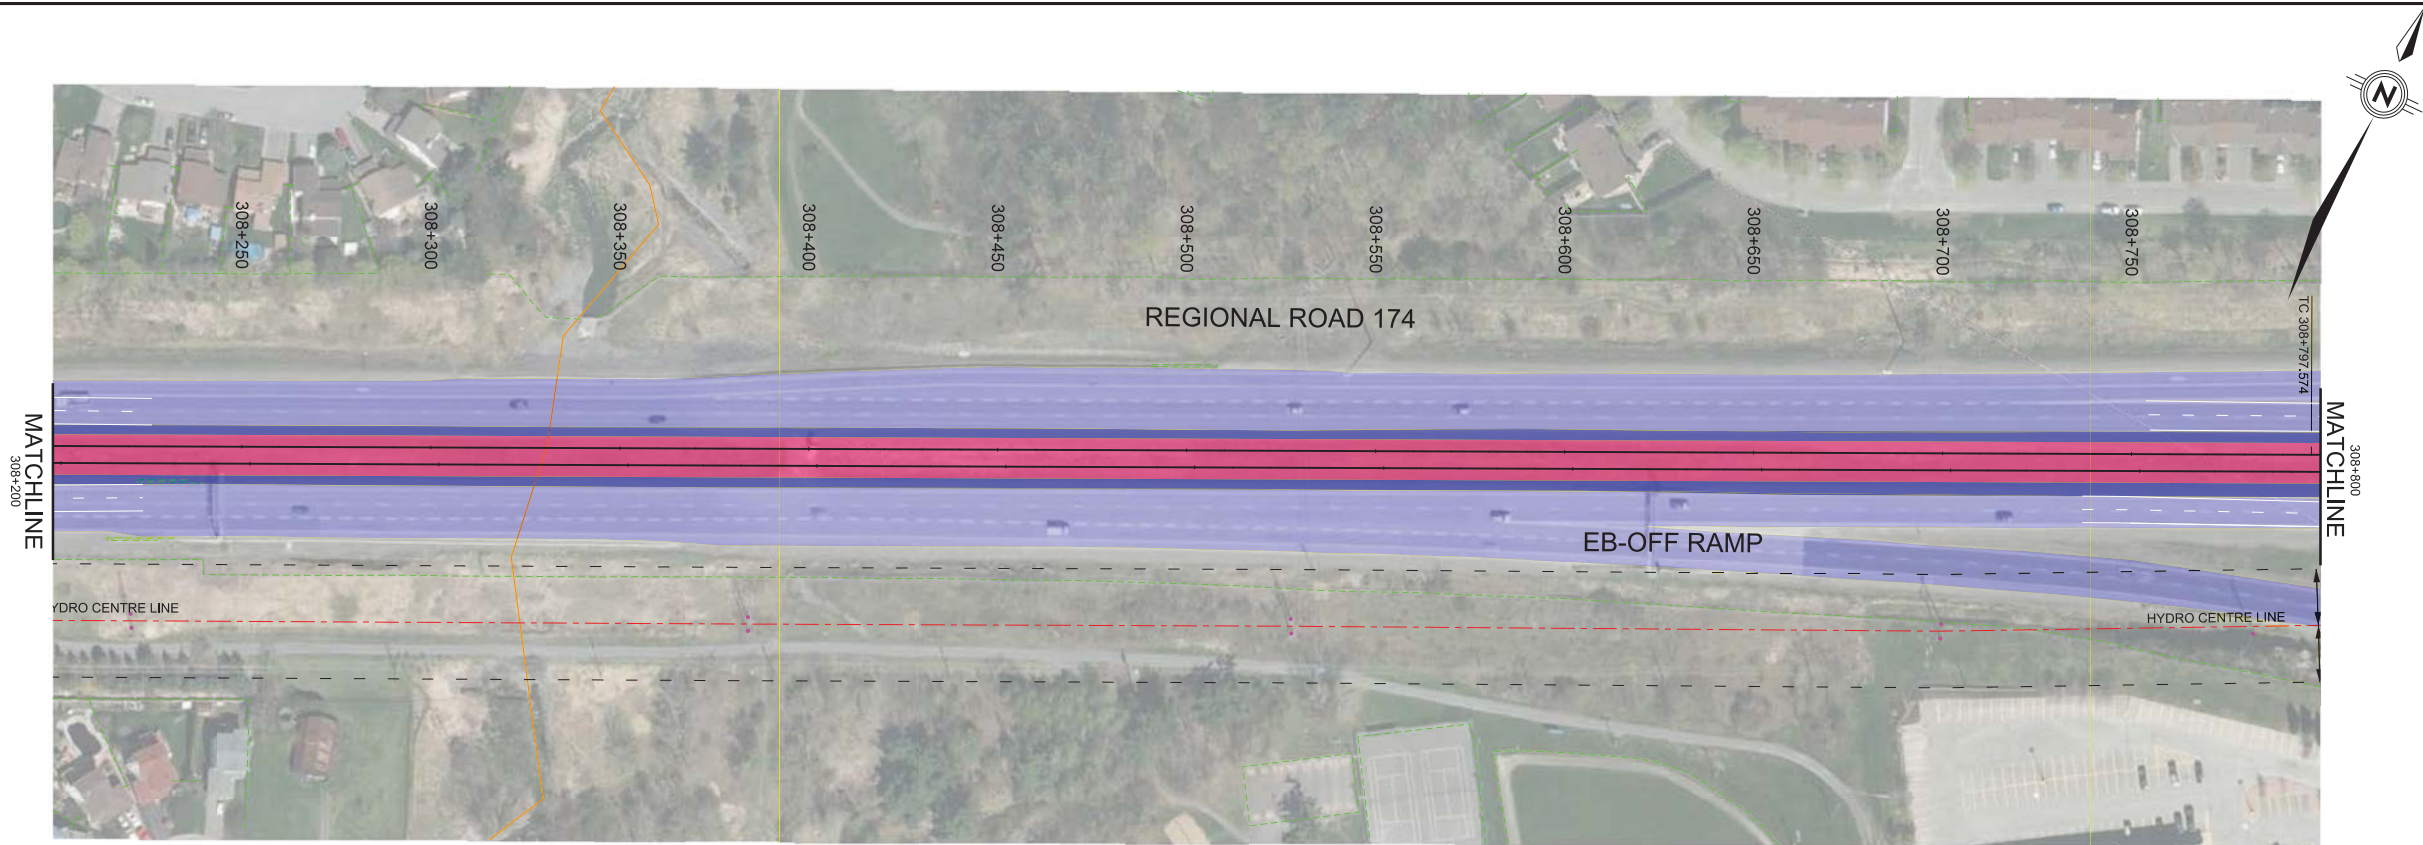 N
308+250
308+300
308+350
308+400
308+450
308+500
308+550
308+600
308+650
308+700
308+750
REGIONAL ROAD 174
TC 308+797.574
MATCHLINE
308+200
MATCHLINE
308+800
EB-OFF RAMP
YDRO CENTRE LINE
HYDRO CENTRE LINE